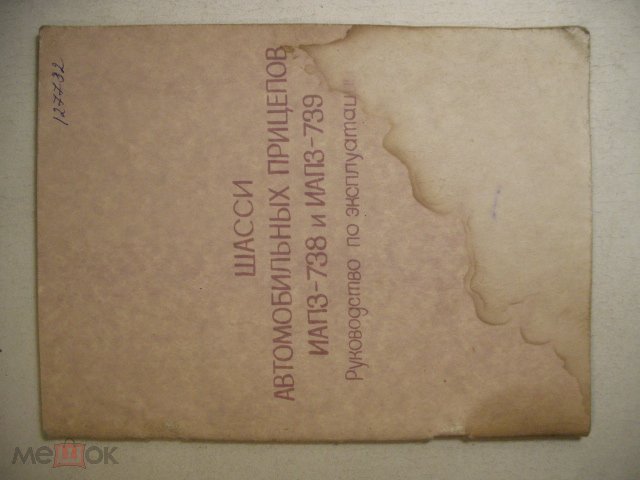 127732
ШАССИ
АВТОМОБИЛЬНЫХ ПРИЦЕПОВ
ИАПЗ-738 и ИАПЗ-739
Руководство по эксплуатации
мешок